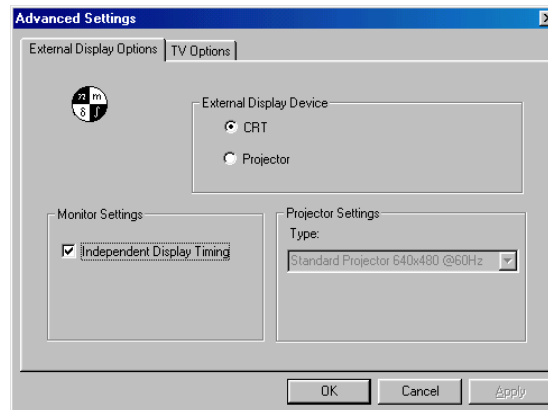 Advanced Settings
External Display Options
TV Options
n m
δ ∫
External Display Device
CRT
Projector
Monitor Settings
Independent Display Timing
Projector Settings
Type:
Standard Projector 640x480 @60Hz
OK
Cancel
Apply